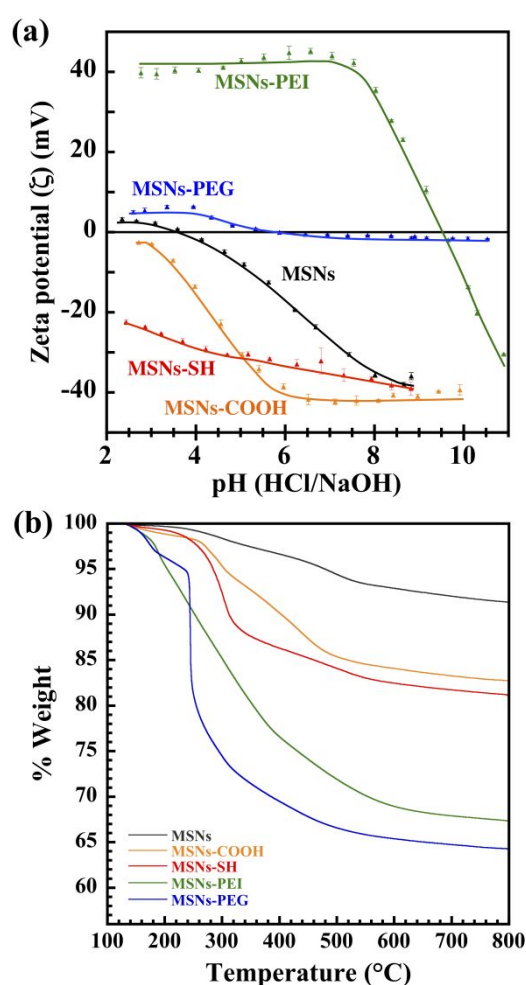 (a)
40
20
0
-20
-40
Zeta potential (ζ) (mV)
MSNs-PEI
MSNs-PEG
MSNs
MSNs-SH
MSNs-COOH
2 4 6 8 10
pH (HCl/NaOH)
(b)
100
95
90
85
80
75
70
65
60
% Weight
MSNs
MSNs-COOH
MSNs-SH
MSNs-PEI
MSNs-PEG
100 200 300 400 500 600 700 800
Temperature (°C)